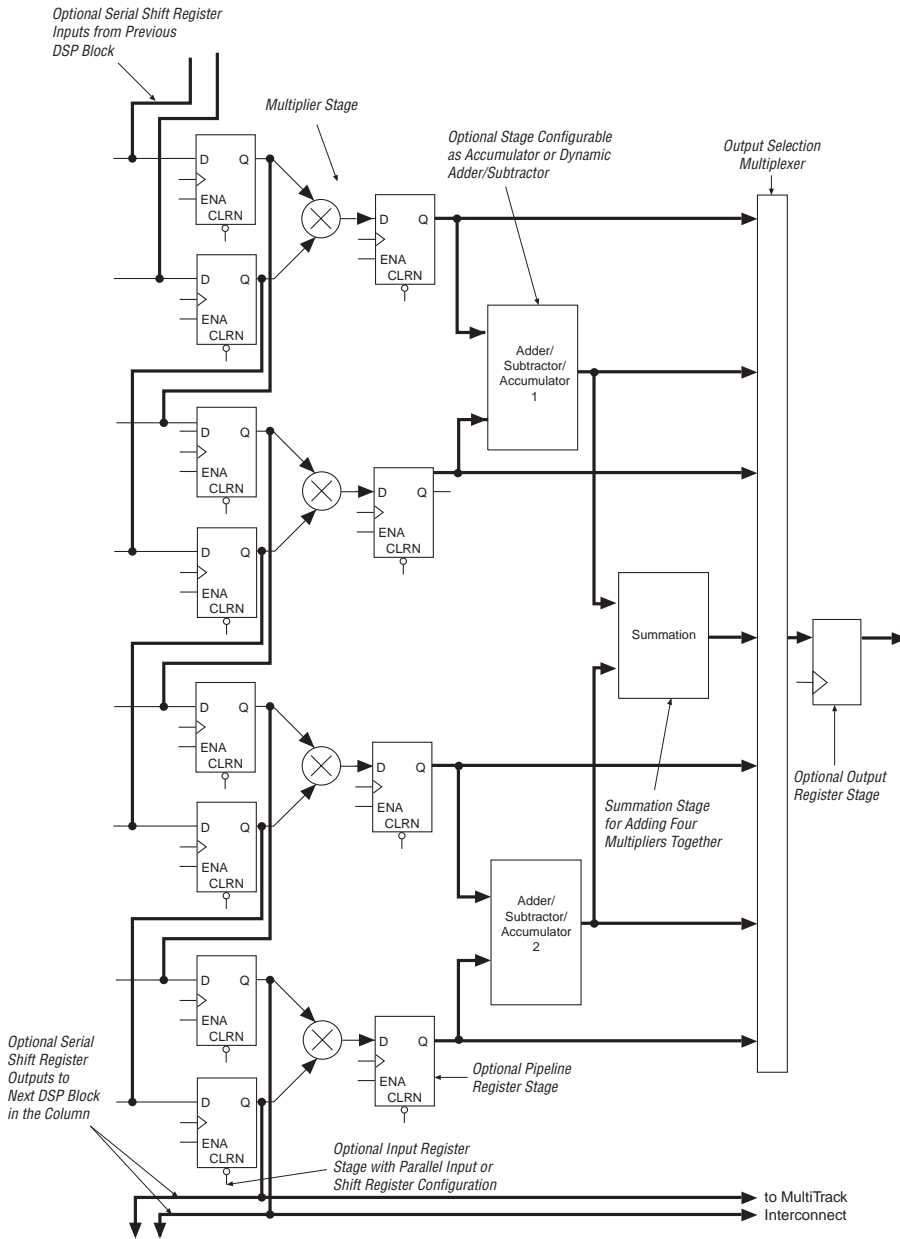 Optional Serial Shift Register
Inputs from Previous
DSP Block
Multiplier Stage
Optional Stage Configurable
as Accumulator or Dynamic
Adder/Subtractor
Output Selection
Multiplexer
D Q
ENA
CLRN
D Q
ENA
CLRN
D Q
ENA
CLRN
Adder/
Subtractor/
Accumulator
1
D Q
ENA
CLRN
D Q
ENA
CLRN
D Q
ENA
CLRN
Summation
D Q
ENA
CLRN
D Q
ENA
CLRN
D Q
ENA
CLRN
Summation Stage
for Adding Four
Multipliers Together
Optional Output
Register Stage
Adder/
Subtractor/
Accumulator
2
D Q
ENA
CLRN
D Q
ENA
CLRN
D Q
ENA
CLRN
Optional Serial
Shift Register
Outputs to
Next DSP Block
in the Column
Optional Pipeline
Register Stage
Optional Input Register
Stage with Parallel Input or
Shift Register Configuration
to MultiTrack
Interconnect